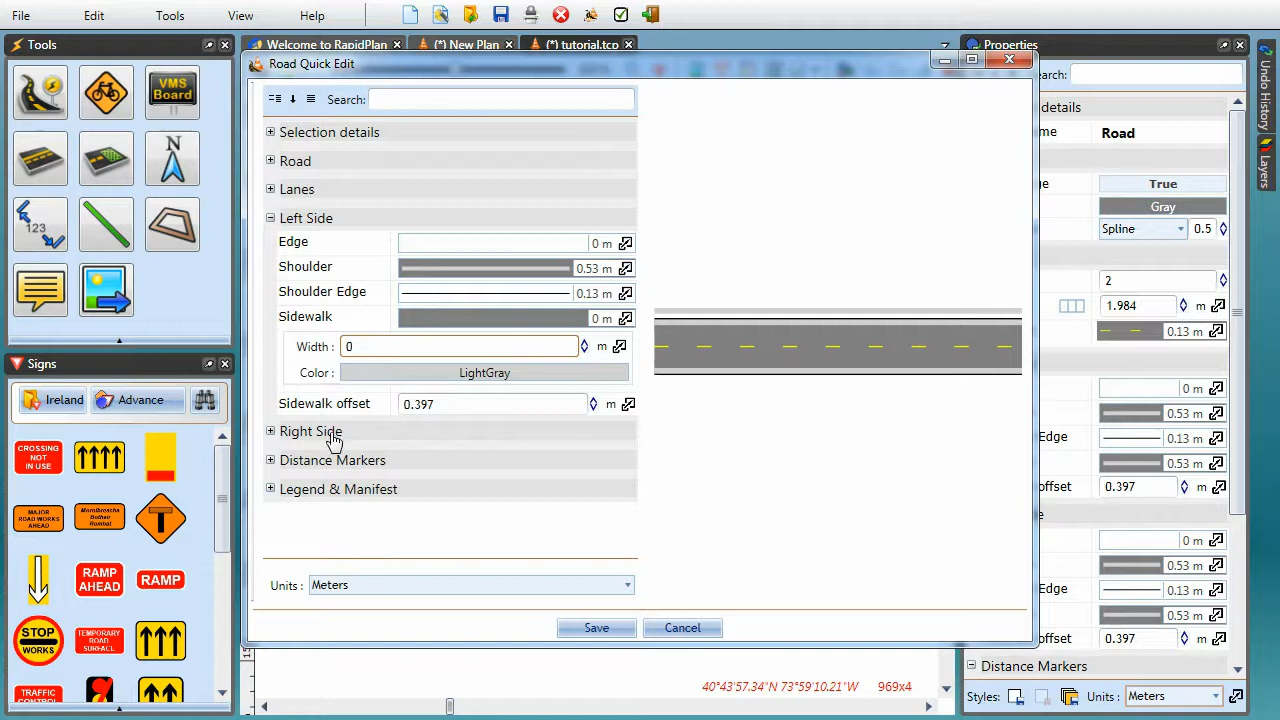 File Edit Tools View Help
Tools
Welcome to RapidPlan
(*) New Plan
(*) tutorial.tcp
Properties
Road Quick Edit
Search:
Search:
Undo History
Layers
VMS
Board
N
123
Selection details
Road
Lanes
Left Side
Edge 0 m
Shoulder 0.53 m
Shoulder Edge 0.13 m
Sidewalk 0 m
Width : 0 m
Color : LightGray
Sidewalk offset 0.397 m
Right Side
Distance Markers
Legend & Manifest
Units : Meters
Save Cancel
details
Road
True
Gray
Spline 0.5
2
1.984 m
0.13 m
0 m
0.53 m
Edge 0.13 m
0.53 m
offset 0.397 m
0 m
0.53 m
Edge 0.13 m
0.53 m
offset 0.397 m
Distance Markers
Styles: Units : Meters
Signs
Ireland Advance
CROSSING
NOT
IN USE
MAJOR
ROAD WORKS
AHEAD
RAMP
AHEAD
RAMP
STOP
WORKS
TEMPORARY
ROAD
SURFACE
TRAFFIC
40°43'57.34"N 73°59'10.21"W 969x4